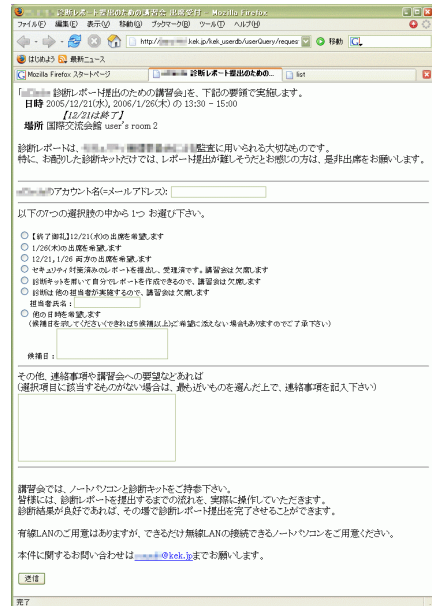 診断レポート提出のための講習会 出席受付 - Mozilla Firefox
ファイル(F) 編集(E) 表示(V) 移動(G) ブックマーク(B) ツール(T) ヘルプ(H)
http:// .kek.jp/kek_userdb/userQuery/reques 移動
はじめよう 最新ニュース
Mozilla Firefox スタートページ 診断レポート提出のための... list
「 診断レポート提出のための講習会」を、下記の要領で実施します。
日時 2005/12/21(水), 2006/1/26(木) の 13:30 - 15:00
【12/21は終了】
場所 国際交流会館 user's room 2
診断レポートは、 監査に用いられる大切なものです。
特に、お配りした診断キットだけでは、レポート提出が難しそうだとお感じの方は、是非出席をお願いします。
のアカウント名(=メールアドレス):
以下の7つの選択肢の中から1つ お選び下さい。
【終了御礼】12/21(水)の出席を希望します
1/26(木)の出席を希望します
12/21, 1/26 両方の出席を希望します
セキュリティ対策済みのレポートを提出し、受理済です。講習会は欠席します
診断キットを用いて自分でレポートを作成できるので、講習会は欠席します
診断は他の担当者が実施するので、講習会は欠席します
担当者氏名 :
他の日時を希望します
(候補日を示してください(できれば5候補以上)ご希望に添えない場合もありますのでご了承下さい)
候補日 :
その他、連絡事項や講習会への要望などあれば
(選択項目に該当するものがない場合は、最も近いものを選んだ上で、連絡事項を記入下さい)
講習会では、ノートパソコンと診断キットをご持参下さい。
皆様には、診断レポートを提出するまでの流れを、実際に操作していただきます。
診断結果が良好であれば、その場で診断レポート提出を完了させることができます。
有線LANのご用意はありますが、できるだけ無線LANの接続できるノートパソコンをご用意ください。
本件に関するお問い合わせは @kek.jpまでお願いします。
送信
完了